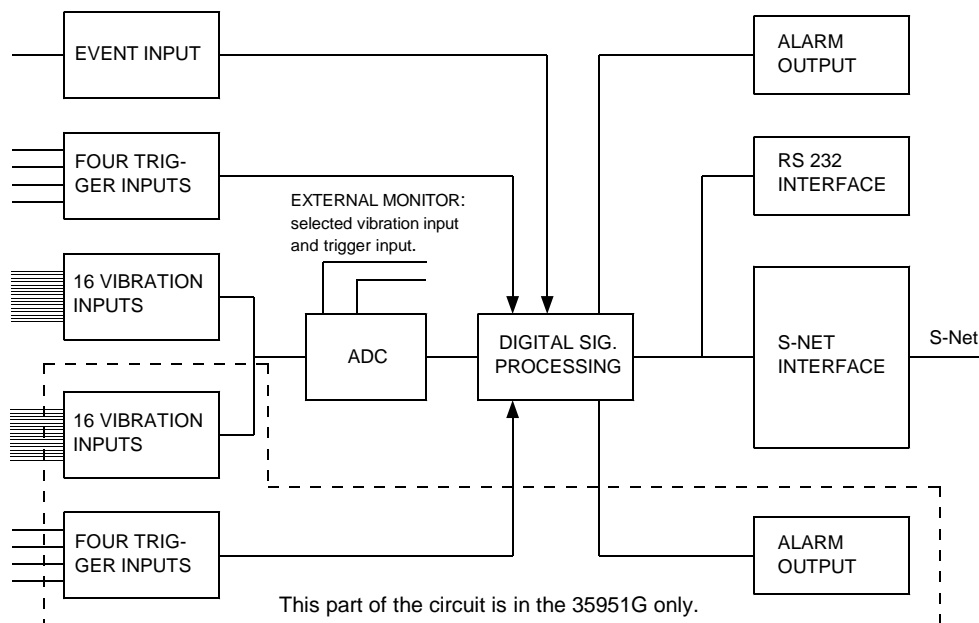 EVENT INPUT
ALARM
OUTPUT
FOUR TRIG-
GER INPUTS
RS 232
INTERFACE
EXTERNAL MONITOR:
selected vibration input
and trigger input.
16 VIBRATION
INPUTS
ADC
DIGITAL SIG.
PROCESSING
S-NET
INTERFACE
S-Net
16 VIBRATION
INPUTS
FOUR TRIG-
GER INPUTS
ALARM
OUTPUT
This part of the circuit is in the 35951G only.